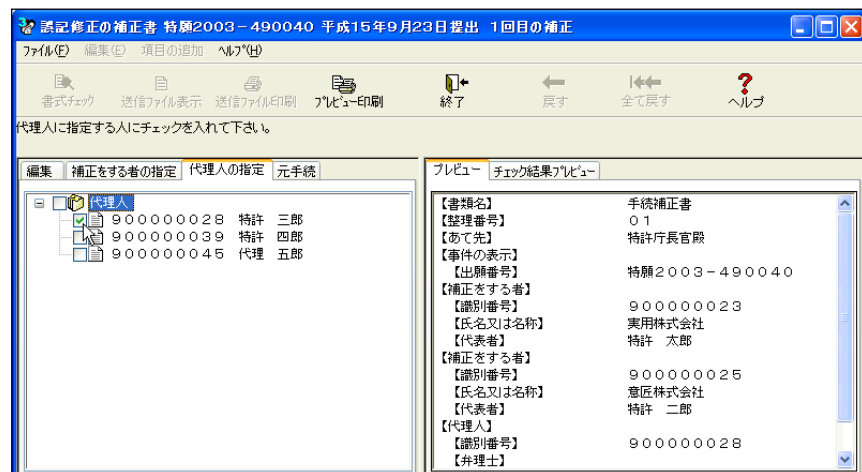 誤記修正の補正書 特願2003-490040 平成15年9月23日提出 1回目の補正
ファイル(F) 編集(E) 項目の追加 ヘルプ(H)
書式チェック 送信ファイル表示 送信ファイル印刷 プレビュー印刷 終了 戻す 全て戻す ヘルプ
代理人に指定する人にチェックを入れて下さい。
編集 補正をする者の指定 代理人の指定 元手続
代理人
900000028 特許 三郎
900000039 特許 四郎
900000045 代理 五郎
プレビュー チェック結果プレビュー
【書類名】 手続補正書
【整理番号】 01
【あて先】 特許庁長官殿
【事件の表示】
【出願番号】 特願2003-490040
【補正をする者】
【識別番号】 900000023
【氏名又は名称】 実用株式会社
【代表者】 特許 太郎
【補正をする者】
【識別番号】 900000025
【氏名又は名称】 意匠株式会社
【代表者】 特許 二郎
【代理人】
【識別番号】 900000028
【弁理士】